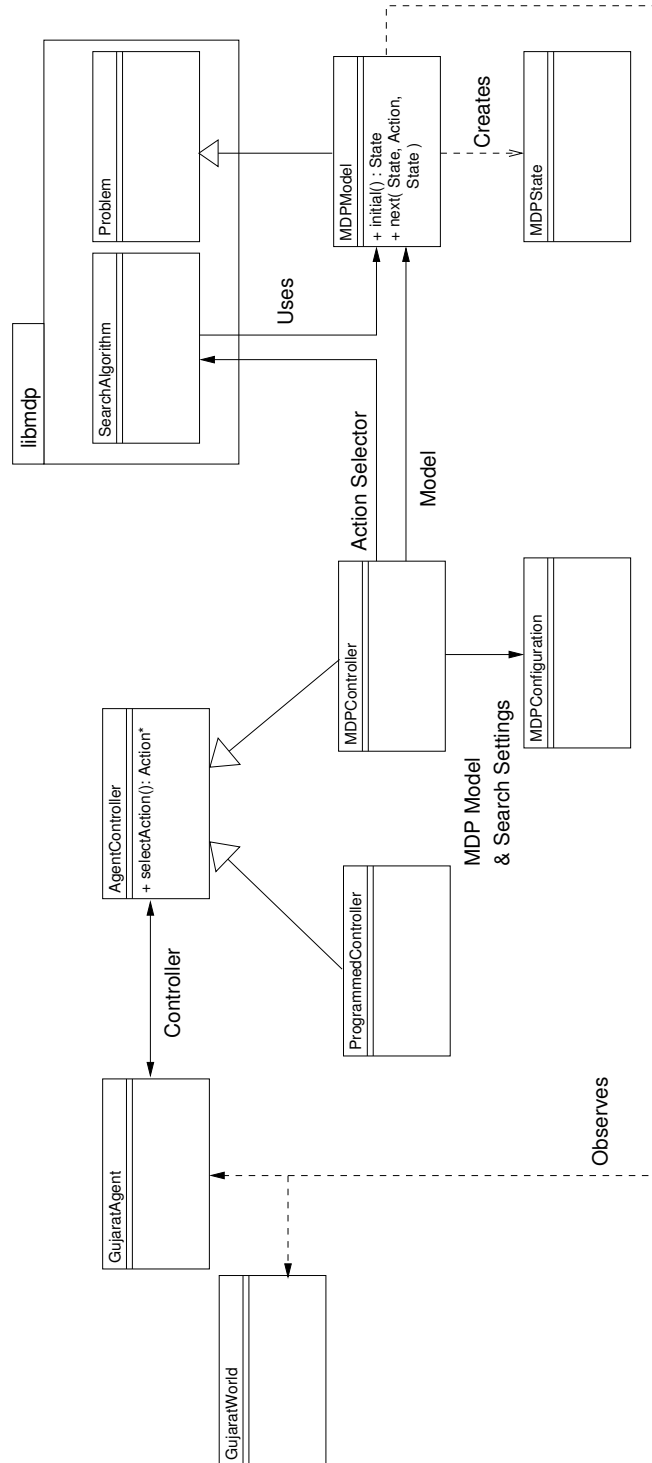 libmdp
GujaratWorld
GujaratAgent
Controller
AgentController
+ selectAction(): Action*
SearchAlgorithm
Problem
ProgrammedController
MDPController
Action Selector
Model
Uses
MDPModel
+ initial() : State
+ next( State, Action,
State )
MDP Model
& Search Settings
MDPConfiguration
Creates
MDPState
Observes